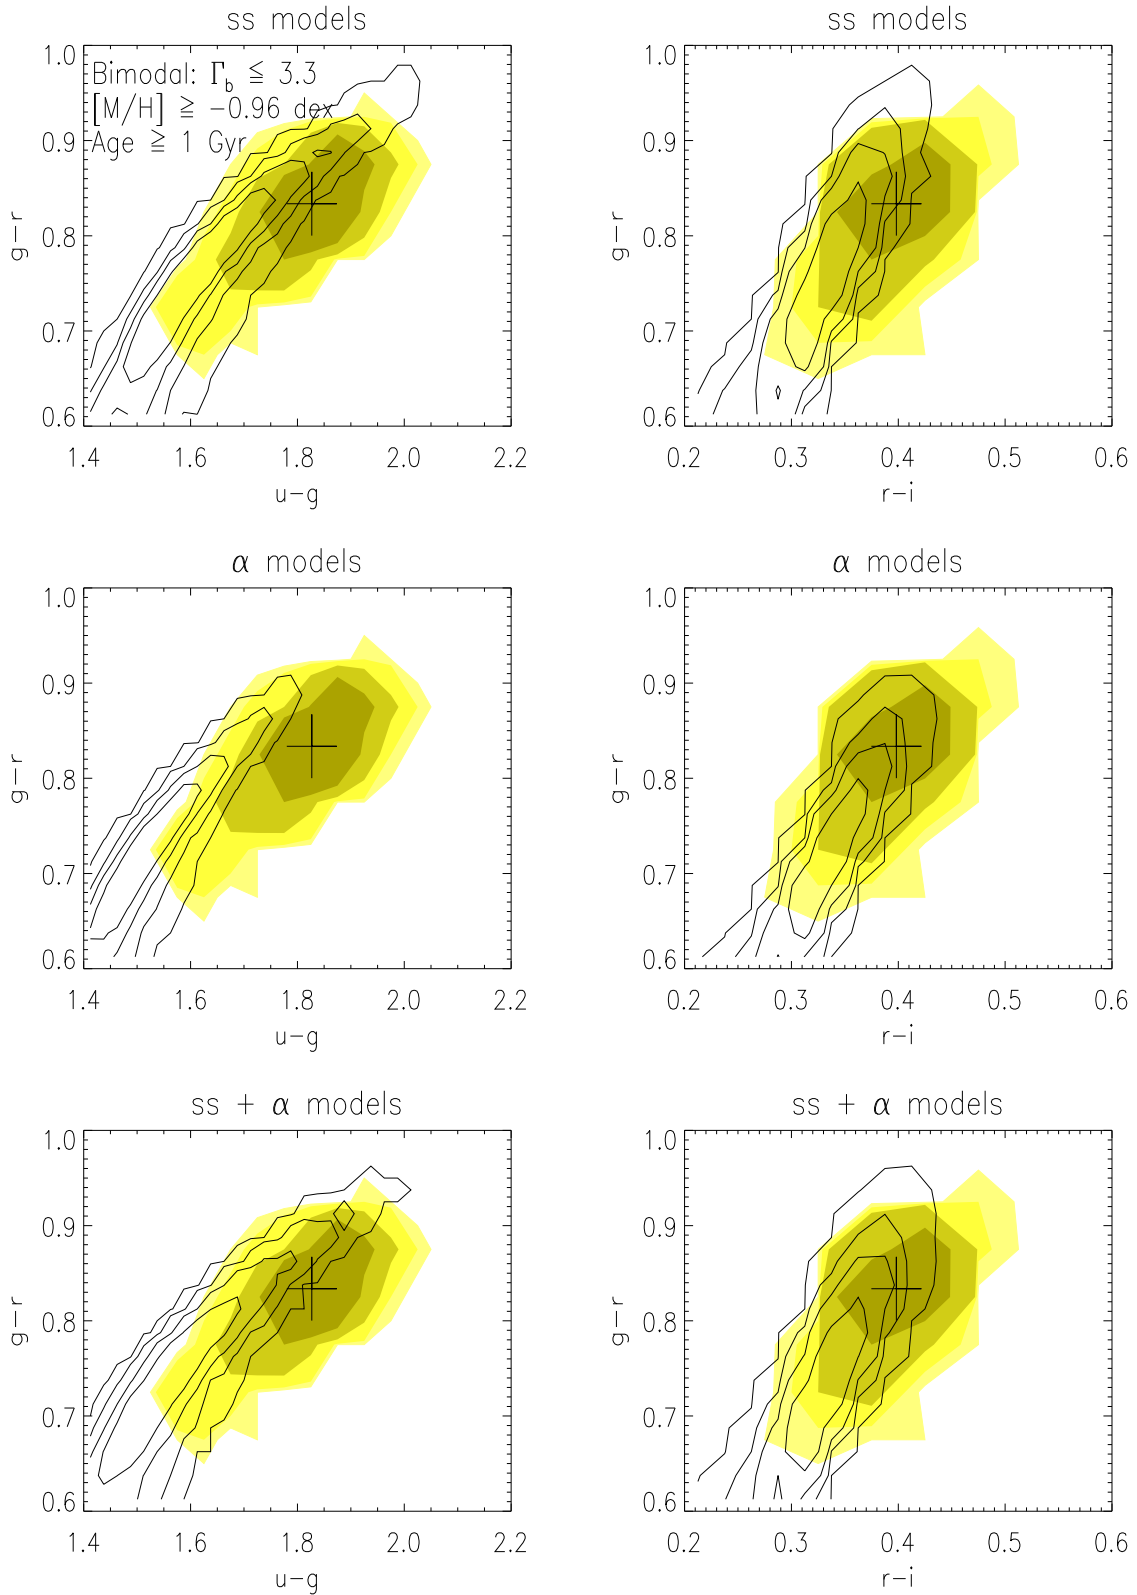 ss models
ss models
1.0
0.9
0.8
0.7
0.6
g-r
Bimodal: Γb ≦ 3.3
[M/H] ≧ -0.96 dex
Age ≧ 1 Gyr
1.4 1.6 1.8 2.0 2.2
u-g
1.0
0.9
0.8
0.7
0.6
g-r
0.2 0.3 0.4 0.5 0.6
r-i
α models
α models
1.0
0.9
0.8
0.7
0.6
g-r
1.4 1.6 1.8 2.0 2.2
u-g
1.0
0.9
0.8
0.7
0.6
g-r
0.2 0.3 0.4 0.5 0.6
r-i
ss + α models
ss + α models
1.0
0.9
0.8
0.7
0.6
g-r
1.4 1.6 1.8 2.0 2.2
u-g
1.0
0.9
0.8
0.7
0.6
g-r
0.2 0.3 0.4 0.5 0.6
r-i